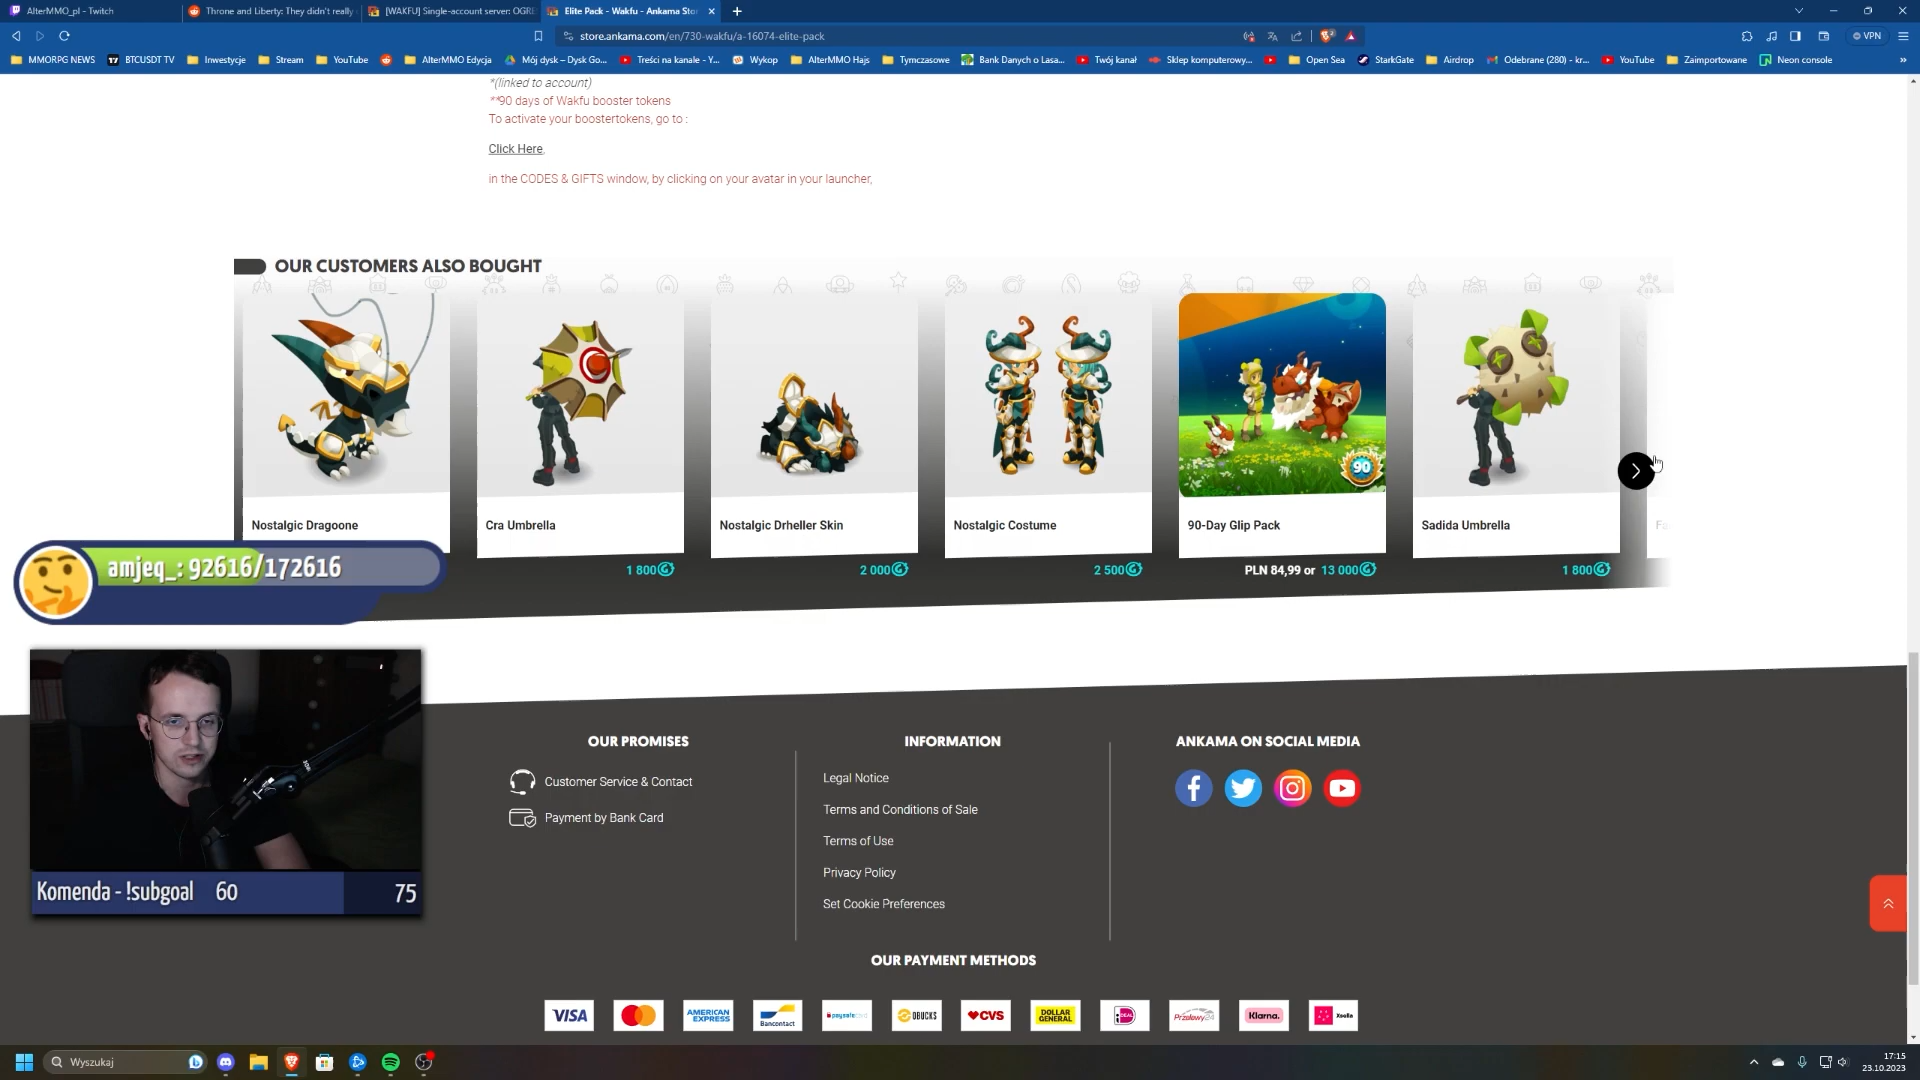 AlterMMO_pl - Twitch
Throne and Liberty: They didn't really
[WAKFU] Single-account server: OGRE
Elite Pack - Wakfu - Ankama Sto
store.ankama.com/en/730-wakfu/a-16074-elite-pack
VPN
MMORPG NEWS
BTCUSDT TV
Inwestycje
Stream
YouTube
AlterMMO Edycja
Mój dysk – Dysk Go...
Treści na kanale - Y...
Wykop
AlterMMO Hajs
Tymczasowe
Bank Danych o Lasa...
Twój kanał
Sklep komputerowy...
Open Sea
StarkGate
Airdrop
Odebrane (280) - kr...
YouTube
Zaimportowane
Neon console
*(linked to account)
**90 days of Wakfu booster tokens
To activate your boostertokens, go to :
Click Here,
in the CODES & GIFTS window, by clicking on your avatar in your launcher,
OUR CUSTOMERS ALSO BOUGHT
90
Nostalgic Dragoone
Cra Umbrella
Nostalgic Drheller Skin
Nostalgic Costume
90-Day Glip Pack
Sadida Umbrella
Fa
1 800
2 000
2 500
PLN 84,99 or 13 000
1 800
amjeq_: 92616/172616
Komenda - !subgoal 60 75
OUR PROMISES
Customer Service & Contact
Payment by Bank Card
INFORMATION
Legal Notice
Terms and Conditions of Sale
Terms of Use
Privacy Policy
Set Cookie Preferences
ANKAMA ON SOCIAL MEDIA
OUR PAYMENT METHODS
VISA
AMERICAN EXPRESS
Bancontact
paysafecard
DBUCKS
CVS
DOLLAR GENERAL
iDEAL
Przelewy24
Klarna.
Xsolla
Wyszukaj
17:15
23.10.2023